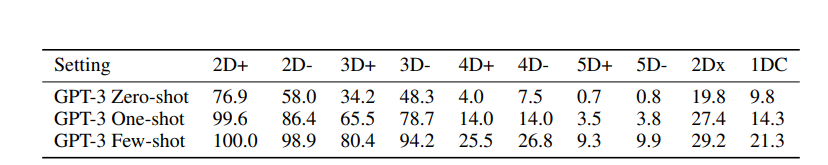 Setting 2D+ 2D- 3D+ 3D- 4D+ 4D- 5D+ 5D- 2Dx 1DC
GPT-3 Zero-shot 76.9 58.0 34.2 48.3 4.0 7.5 0.7 0.8 19.8 9.8
GPT-3 One-shot 99.6 86.4 65.5 78.7 14.0 14.0 3.5 3.8 27.4 14.3
GPT-3 Few-shot 100.0 98.9 80.4 94.2 25.5 26.8 9.3 9.9 29.2 21.3